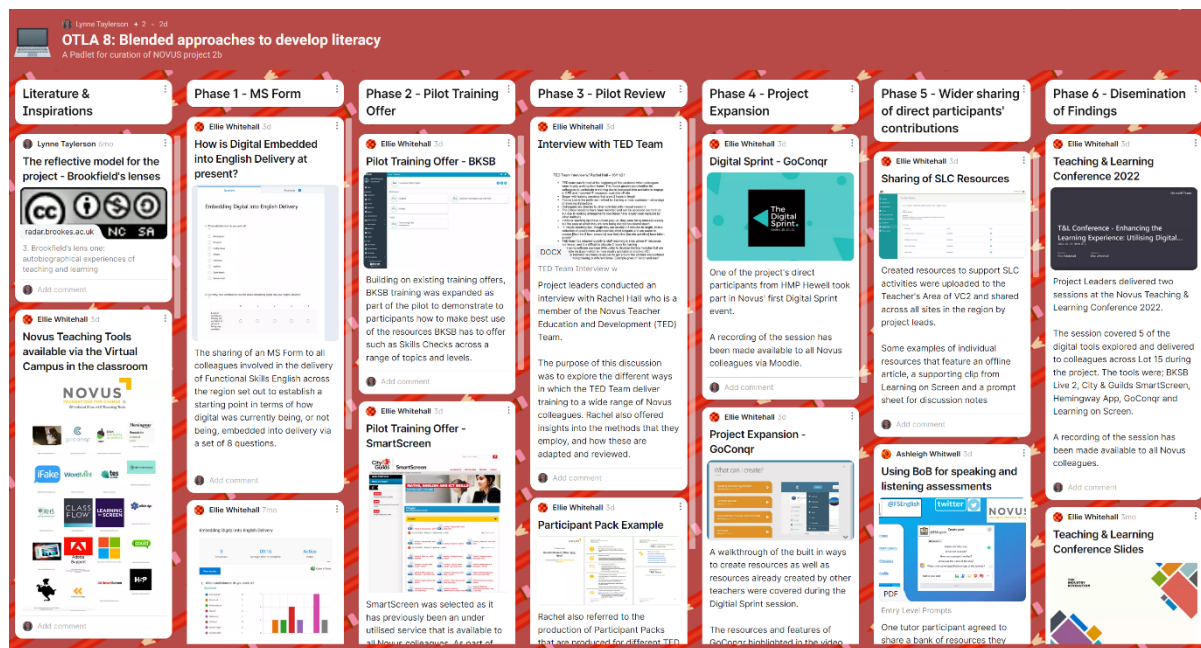 Lynne Taylerson + 2 • 2d
OTLA 8: Blended approaches to develop literacy
A Padlet for curation of NOVUS project 2b
Literature &
Inspirations
Lynne Taylerson 6mo
The reflective model for the
project - Brookfield's lenses
radar.brookes.ac.uk
NC SA
3. Brookfield's lens one:
autobiographical experiences
of teaching and learning
Add comment
Ellie Whitehall 3d
Novus Teaching Tools
available via the Virtual
Campus in the classroom
NOVUS
iFake
tes
CLASS
FLOW
LEARNING
Adobe
Microsoft
Add comment
Phase 1 - MS Form
Ellie Whitehall 3d
How is Digital Embedded
into English Delivery at
present?
Embedding Digital into English Delivery
The sharing of an MS Form to all
colleagues involved in the delivery
of Functional Skills English across
the region set out to establish a
starting point in terms of how
digital was currently being, or not
being, embedded into delivery via
a set of 8 questions.
Add comment
Ellie Whitehall 7mo
Embedding Digital into English Delivery
Phase 2 - Pilot Training
Offer
Ellie Whitehall 3d
Pilot Training Offer - BKSB
Building on existing training offers,
BKSB training was expanded as
part of the pilot to demonstrate to
participants how to make best use
of the resources BKSB has to offer
such as Skills Checks across a
range of topics and levels.
Add comment
Ellie Whitehall 3d
Pilot Training Offer -
SmartScreen
City&
Guilds
SmartScreen
MATHS, ENGLISH AND ICT SKILLS
SmartScreen was selected as it
has previously been an under
utilised service that is available to
all Novus colleagues. As part of
Phase 3 - Pilot Review
Ellie Whitehall 3d
Interview with TED Team
DOCX
TED Team Interview w
Project leaders conducted an
interview with Rachel Hall who is a
member of the Novus Teacher
Education and Development (TED)
Team.
The purpose of this discussion
was to explore the different ways
in which the TED Team deliver
training to a wide range of Novus
colleagues. Rachel also offered
insights into the methods that they
employ, and how these are
adapted and reviewed.
Add comment
Ellie Whitehall 3d
Participant Pack Example
Rachel also referred to the
production of Participant Packs
that are produced for different TED
Phase 4 - Project
Expansion
Ellie Whitehall 3d
Digital Sprint - GoConqr
The
Digital
Sprint
One of the project's direct
participants from HMP Hewell took
part in Novus' first Digital Sprint
event.
A recording of the session has
been made available to all Novus
colleagues via Moodle.
Add comment
Ellie Whitehall 3d
Project Expansion -
GoConqr
What can I create?
A walkthrough of the built in ways
to create resources as well as
resources already created by other
teachers were covered during the
Digitial Sprint session.
The resources and features of
GoConqr highlighted in the video
Phase 5 - Wider sharing
of direct participants'
contributions
Ellie Whitehall 3d
Sharing of SLC Resources
Created resources to support SLC
activities were uploaded to the
Teacher's Area of VC2 and shared
across all sites in the region by
project leads.
Some examples of individual
resources that feature an offline
article, a supporting clip from
Learning on Screen and a prompt
sheet for discussion notes
Add comment
Ashleigh Whitwell 3d
Using BoB for speaking and
listening assessments
@FSEnglish
twitter
NOVUS
PDF
Entry Level Prompts
One tutor participant agreed to
share a bank of resources they
Phase 6 - Disemination
of Findings
Ellie Whitehall 3d
Teaching & Learning
Conference 2022
T&L Conference - Enhancing the
Learning Experience: Utilising Digital...
Project Leaders delivered two
sessions at the Novus Teaching &
Learning Conference 2022.
The session covered 5 of the
digital tools explored and delivered
to colleagues across Lot 15 during
the project. The tools were; BKSB
Live 2, City & Guilds SmartScreen,
Hemingway App, GoConqr and
Learning on Screen.
A recording of the session has
been made available to all Novus
colleagues.
Add comment
Ellie Whitehall 3mo
Teaching & Learning
Conference Slides